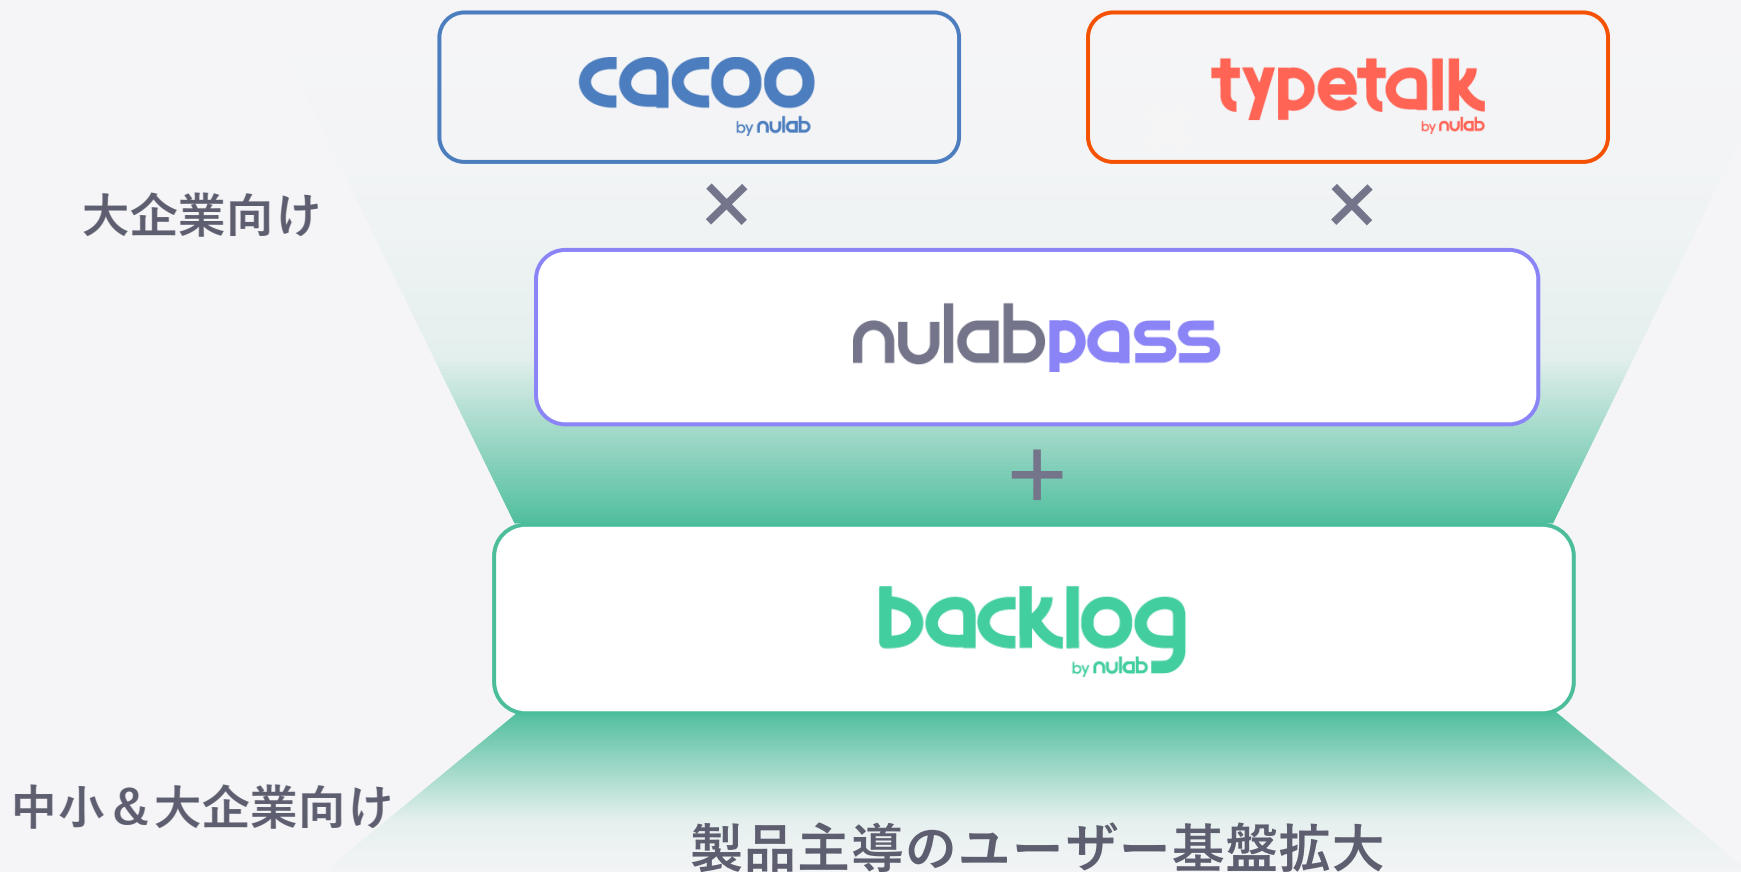 cacoo
by nulab
typetalk
by nulab
×
×
大企業向け
nulabpass
+
backlog
by nulab
中小＆大企業向け
製品主導のユーザー基盤拡大